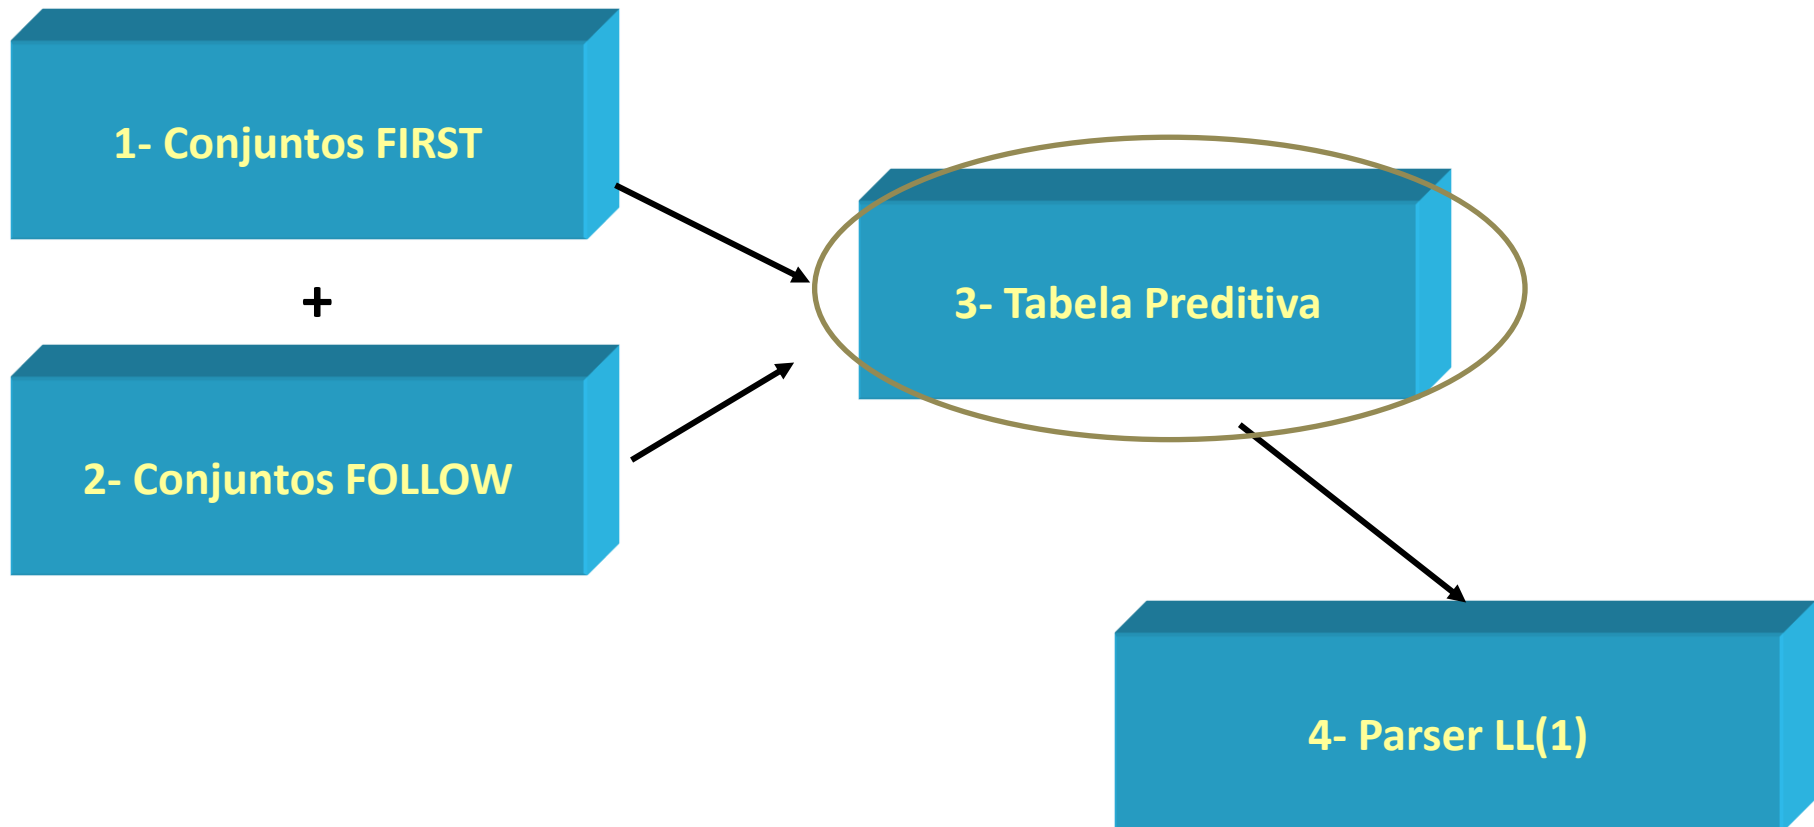 1- Conjuntos FIRST
+
2- Conjuntos FOLLOW
3- Tabela Preditiva
4- Parser LL(1)